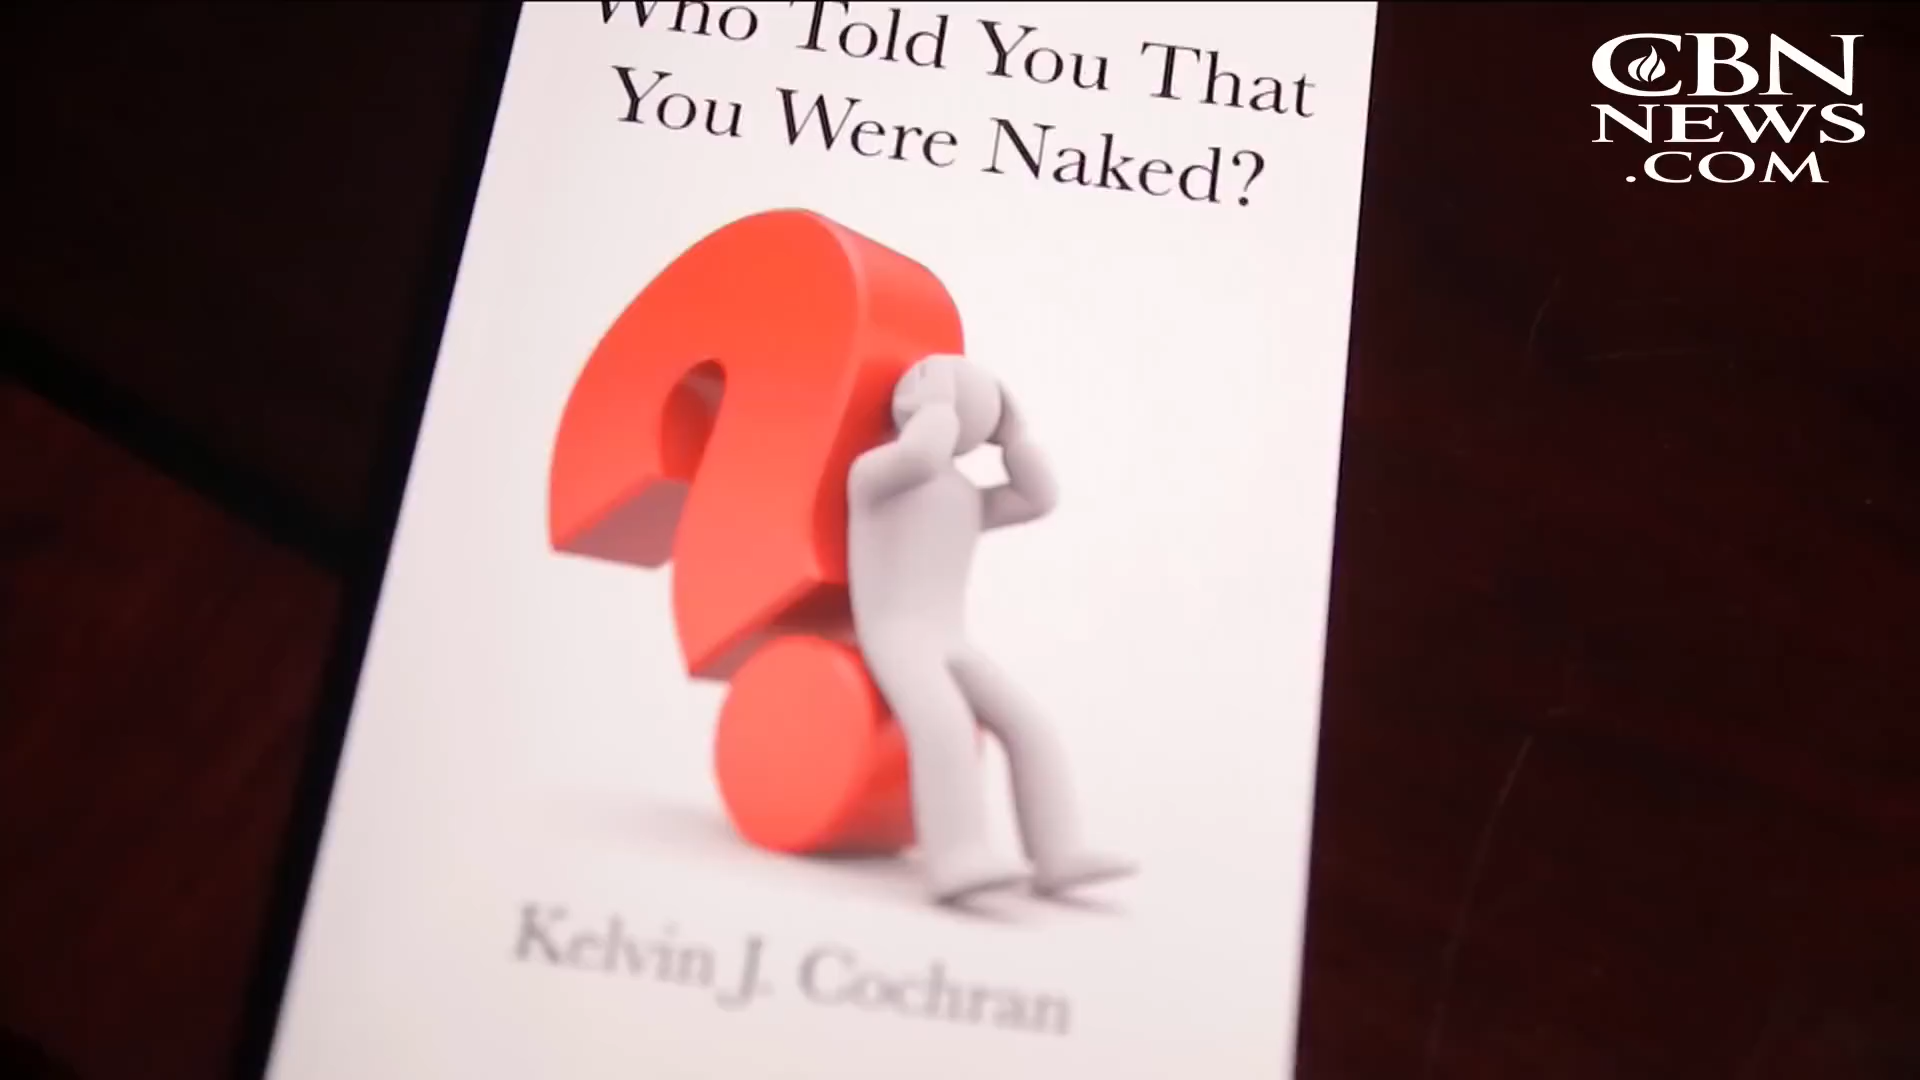 Who Told You That
You Were Naked?
Kelvin J. Cochran
CBN
NEWS
.COM